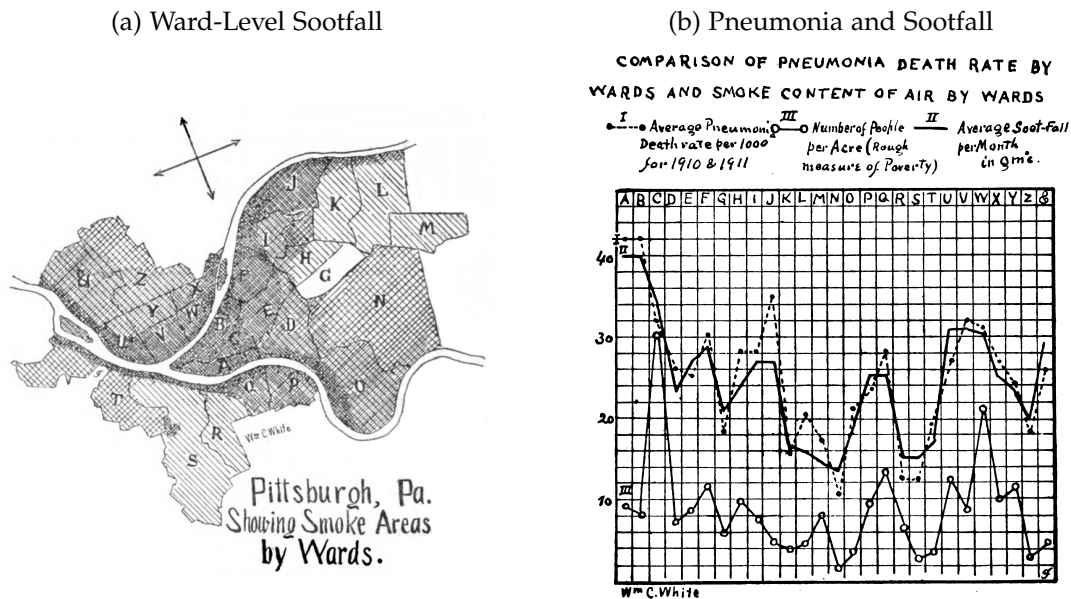 (a) Ward-Level Sootfall
J
K
L
M
I
H
G
F
N
Z
Y
X
W
V
B
E
D
C
A
T
Q
P
O
R
S
Wm C. White
Pittsburgh, Pa.
Showing Smoke Areas
by Wards.
(b) Pneumonia and Sootfall
COMPARISON OF PNEUMONIA DEATH RATE BY
WARDS AND SMOKE CONTENT OF AIR BY WARDS
I
Average Pneumonia
Death rate per 1000
for 1910 & 1911
III
Number of People
per Acre (Rough
measure of Poverty)
II
Average Soot-Fall
per Month
in
A B C D E F G H I J K L M N O P Q R S T U V W X Y Z &
I
II
40
30
20
III
10
Wm C. White